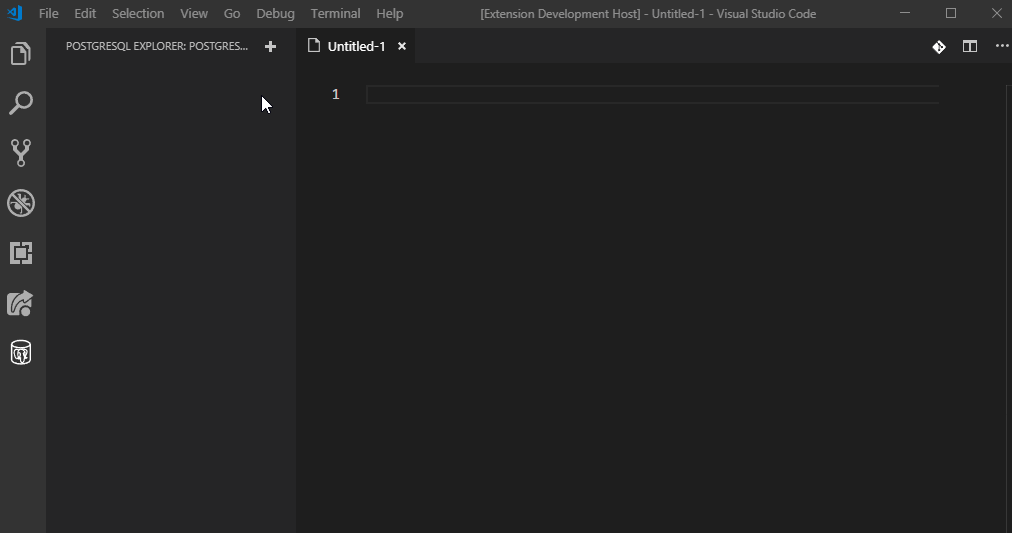 File Edit Selection View Go Debug Terminal Help [Extension Development Host] - Untitled-1 - Visual Studio Code
POSTGRESQL EXPLORER: POSTGRES... Untitled-1
1